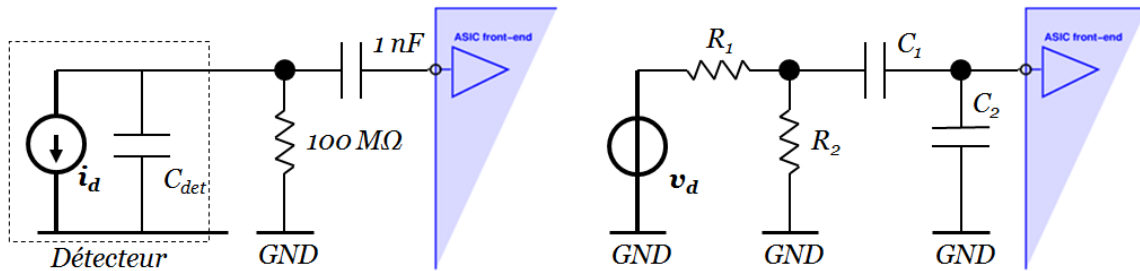 1 nF
ASIC front-end
i_d
C_det
100 MΩ
Détecteur
GND
R_1
C_1
ASIC front-end
v_d
R_2
C_2
GND
GND
GND